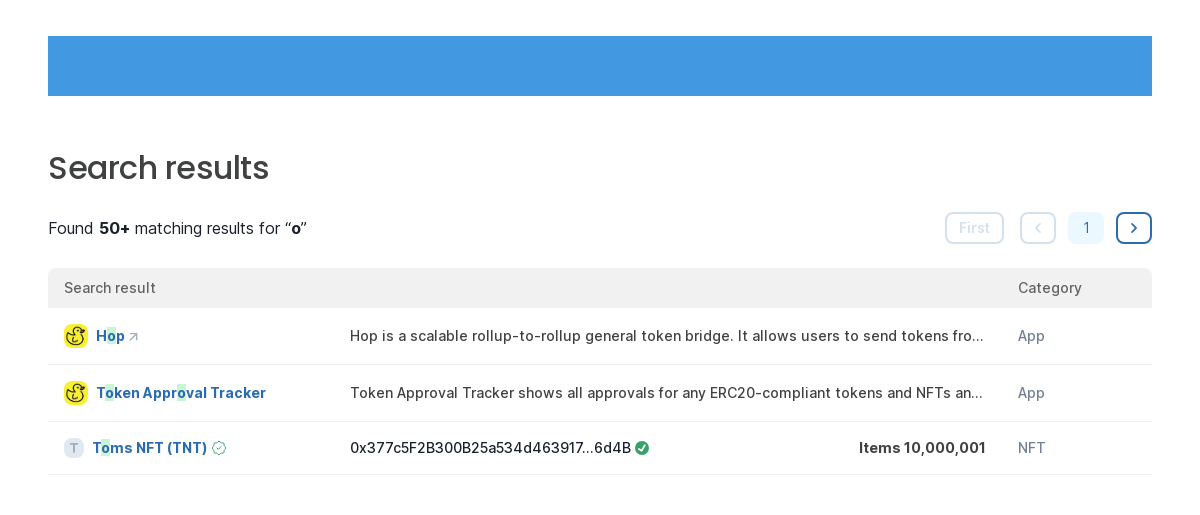 Search results
Found 50+ matching results for “o”
First 1
Search result Category
Hop Hop is a scalable rollup-to-rollup general token bridge. It allows users to send tokens fro... App
Token Approval Tracker Token Approval Tracker shows all approvals for any ERC20-compliant tokens and NFTs an... App
T Toms NFT (TNT) 0x377c5F2B300B25a534d463917...6d4B Items 10,000,001 NFT